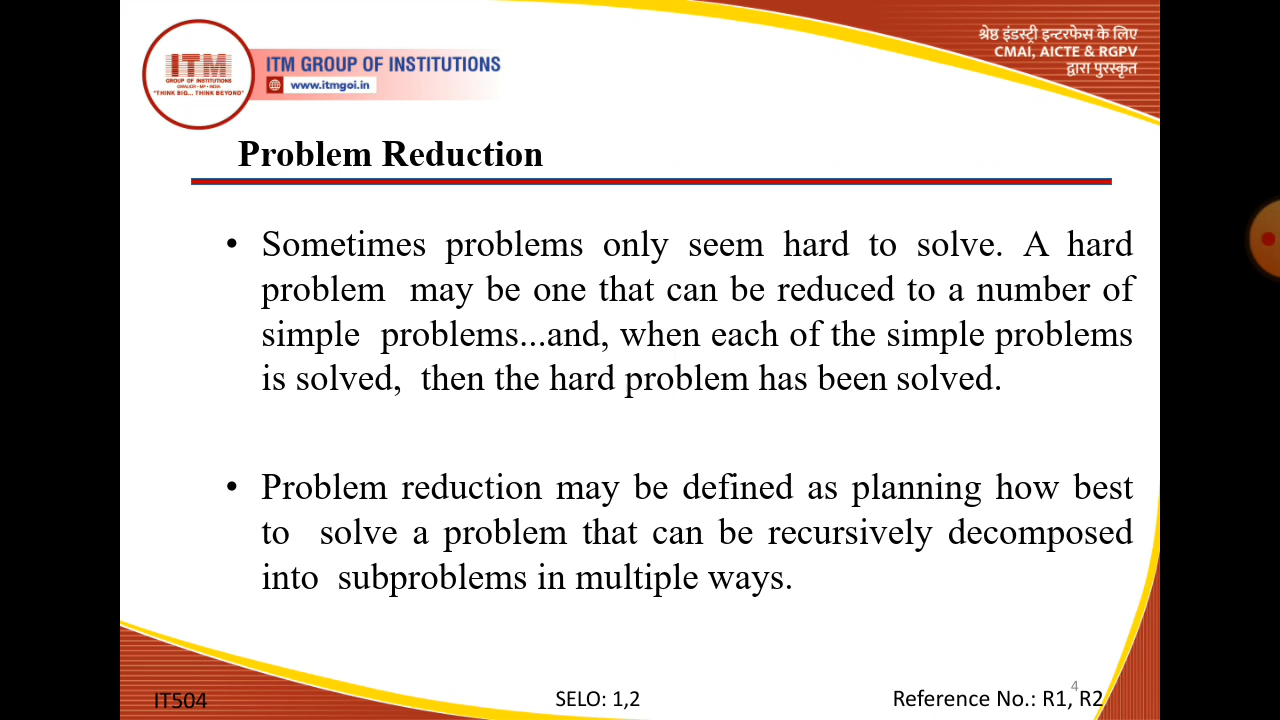 ITM
GROUP OF INSTITUTIONS
GWALIOR • MP • INDIA
"THINK BIG... THINK BEYOND"
ITM GROUP OF INSTITUTIONS
www.itmgoi.in
श्रेष्ठ इंडस्ट्री इन्टरफेस के लिए
CMAI, AICTE & RGPV
द्वारा पुरस्कृत
Problem Reduction
• Sometimes problems only seem hard to solve. A hard
problem may be one that can be reduced to a number of
simple problems...and, when each of the simple problems
is solved, then the hard problem has been solved.
• Problem reduction may be defined as planning how best
to solve a problem that can be recursively decomposed
into subproblems in multiple ways.
IT504
SELO: 1,2
Reference No.: R1, R2
4